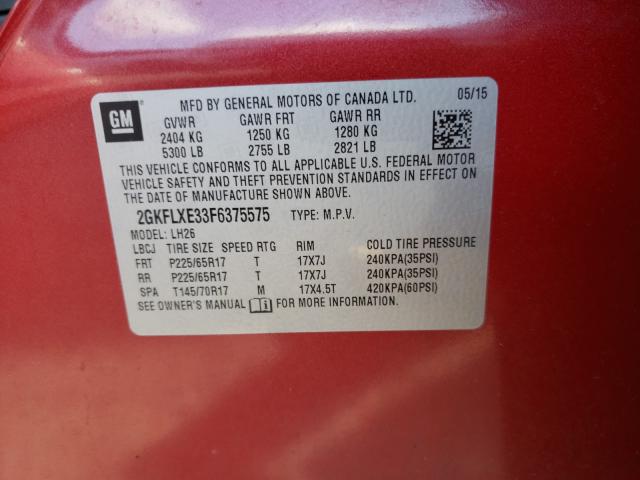 GM
MFD BY GENERAL MOTORS OF CANADA LTD. 05/15
GVWR GAWR FRT GAWR RR
2404 KG 1250 KG 1280 KG
5300 LB 2755 LB 2821 LB
THIS VEHICLE CONFORMS TO ALL APPLICABLE U.S. FEDERAL MOTOR
VEHICLE SAFETY AND THEFT PREVENTION STANDARDS IN EFFECT ON
THE DATE OF MANUFACTURE SHOWN ABOVE.
2GKFLXE33F6375575 TYPE: M.P.V.
MODEL: LH26
LBCJ TIRE SIZE SPEED RTG RIM COLD TIRE PRESSURE
FRT P225/65R17 T 17X7J 240KPA(35PSI)
RR P225/65R17 T 17X7J 240KPA(35PSI)
SPA T145/70R17 M 17X4.5T 420KPA(60PSI)
SEE OWNER'S MANUAL FOR MORE INFORMATION.